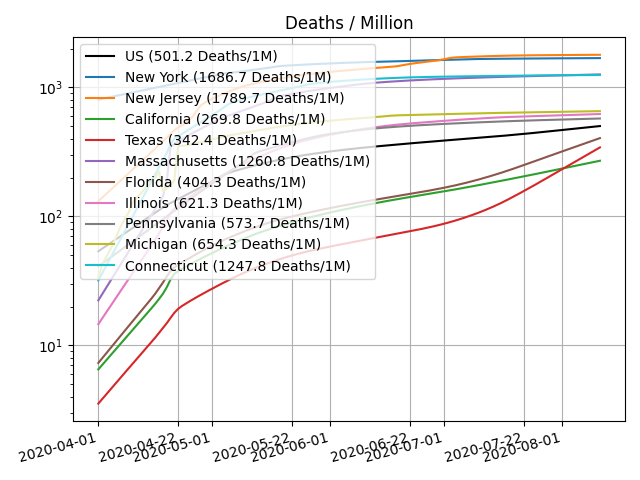 Deaths / Million
US (501.2 Deaths/1M)
New York (1686.7 Deaths/1M)
New Jersey (1789.7 Deaths/1M)
California (269.8 Deaths/1M)
Texas (342.4 Deaths/1M)
Massachusetts (1260.8 Deaths/1M)
Florida (404.3 Deaths/1M)
Illinois (621.3 Deaths/1M)
Pennsylvania (573.7 Deaths/1M)
Michigan (654.3 Deaths/1M)
Connecticut (1247.8 Deaths/1M)
10³
10²
10¹
2020-04-01
2020-04-22
2020-05-01
2020-05-22
2020-06-01
2020-06-22
2020-07-01
2020-07-22
2020-08-01